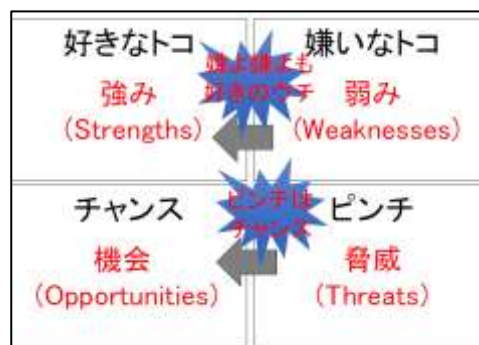 好きなトコ
強み
(Strengths)
嫌よ嫌よも
好きのウチ
嫌いなトコ
弱み
(Weaknesses)
チャンス
機会
(Opportunities)
ピンチは
チャンス
ピンチ
脅威
(Threats)